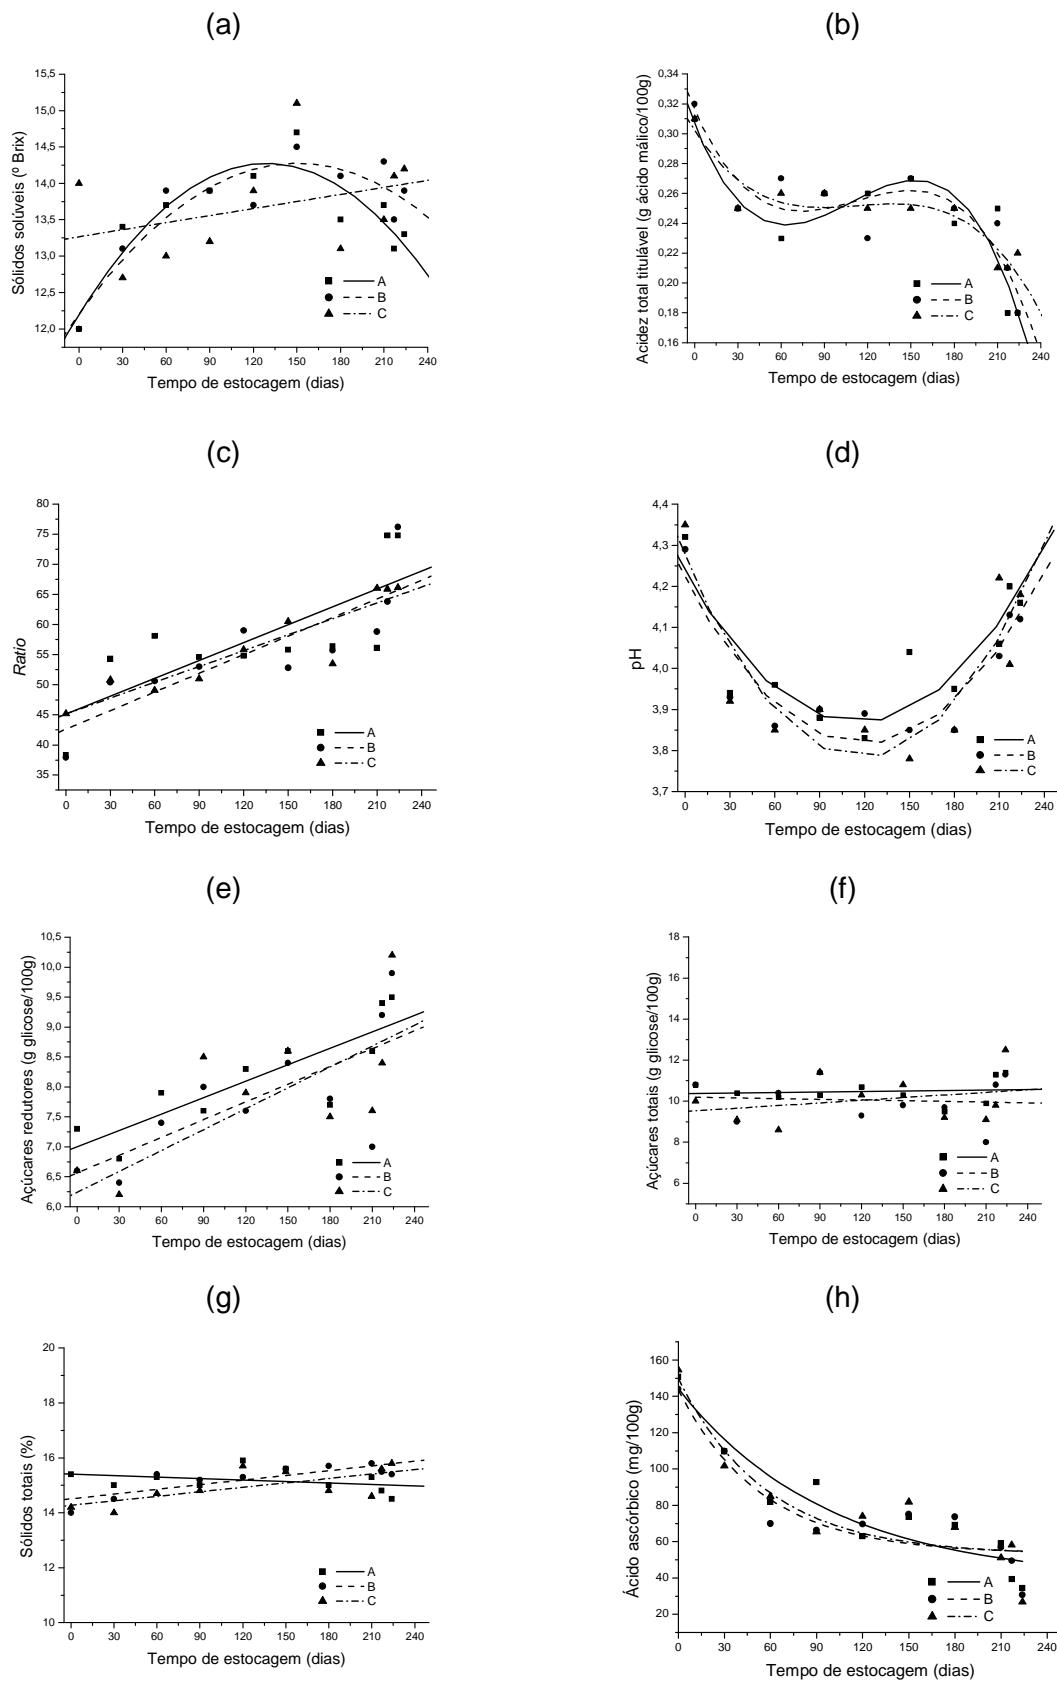 (a)
Sólidos solúveis (º Brix)
15,5
15,0
14,5
14,0
13,5
13,0
12,5
12,0
A
B
C
0 30 60 90 120 150 180 210 240
Tempo de estocagem (dias)
(b)
Acidez total titulável (g ácido málico/100g)
0,34
0,32
0,30
0,28
0,26
0,24
0,22
0,20
0,18
0,16
A
B
C
0 30 60 90 120 150 180 210 240
Tempo de estocagem (dias)
(c)
Ratio
80
75
70
65
60
55
50
45
40
35
A
B
C
0 30 60 90 120 150 180 210 240
Tempo de estocagem (dias)
(d)
pH
4,4
4,3
4,2
4,1
4,0
3,9
3,8
3,7
A
B
C
0 30 60 90 120 150 180 210 240
Tempo de estocagem (dias)
(e)
Açúcares redutores (g glicose/100g)
10,5
10,0
9,5
9,0
8,5
8,0
7,5
7,0
6,5
6,0
A
B
C
0 30 60 90 120 150 180 210 240
Tempo de estocagem (dias)
(f)
Açúcares totais (g glicose/100g)
18
16
14
12
10
8
6
A
B
C
0 30 60 90 120 150 180 210 240
Tempo de estocagem (dias)
(g)
Sólidos totais (%)
20
18
16
14
12
10
A
B
C
0 30 60 90 120 150 180 210 240
Tempo de estocagem (dias)
(h)
Ácido ascórbico (mg/100g)
160
140
120
100
80
60
40
20
A
B
C
0 30 60 90 120 150 180 210 240
Tempo de estocagem (dias)